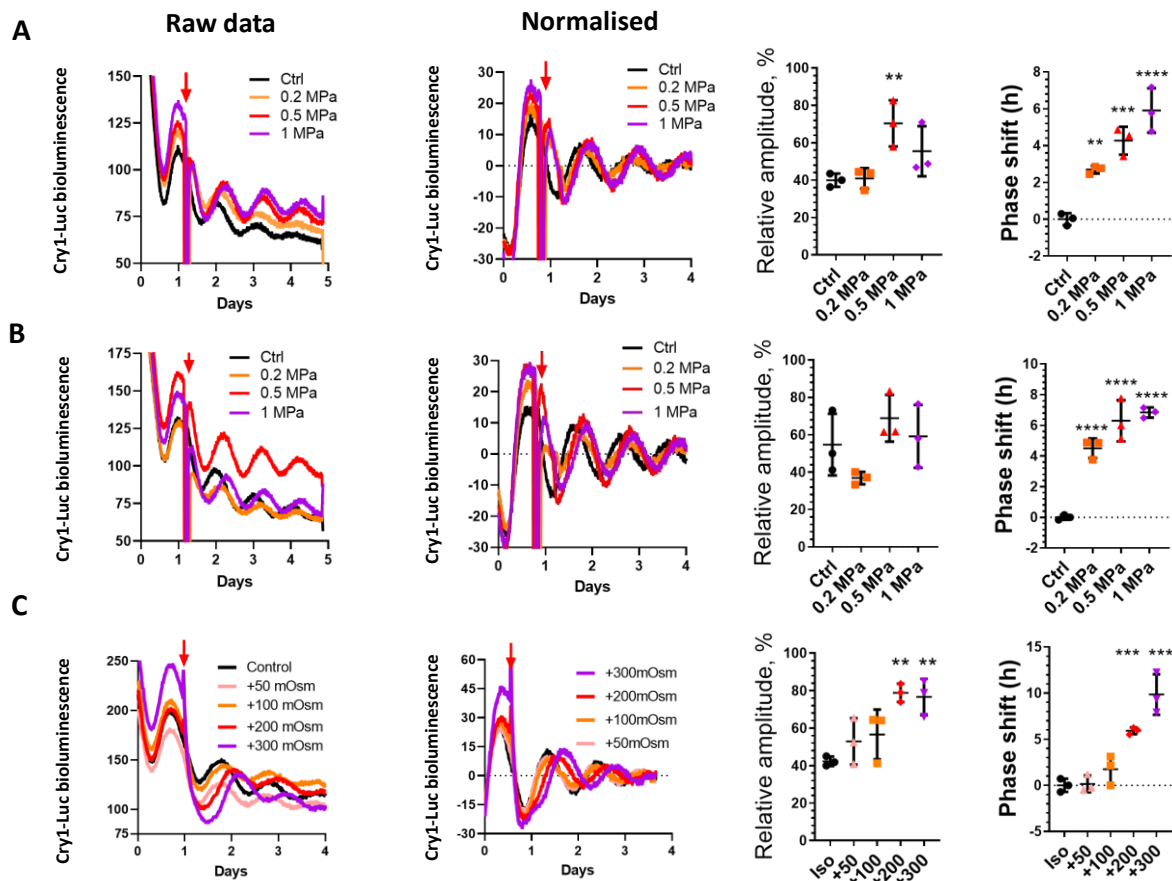 Raw data
Normalised
A
Cry1-Luc bioluminescence
150
125
100
75
50
0 1 2 3 4 5
Days
Ctrl
0.2 MPa
0.5 MPa
1 MPa
Cry1-Luc bioluminescence
30
20
10
0
-10
-20
-30
0 1 2 3 4
Days
Ctrl
0.2 MPa
0.5 MPa
1 MPa
Relative amplitude, %
100
80
60
40
20
0
**
Ctrl
0.2 MPa
0.5 MPa
1 MPa
Phase shift (h)
8
6
4
2
0
-2
**
***
****
Ctrl
0.2 MPa
0.5 MPa
1 MPa
B
Cry1-Luc bioluminescence
175
150
125
100
75
50
0 1 2 3 4 5
Days
Ctrl
0.2 MPa
0.5 MPa
1 MPa
Cry1-Luc bioluminescence
30
20
10
0
-10
-20
-30
0 1 2 3 4
Days
Ctrl
0.2 MPa
0.5 MPa
1 MPa
Relative amplitude, %
100
80
60
40
20
0
Ctrl
0.2 MPa
0.5 MPa
1 MPa
Phase shift (h)
10
8
6
4
2
0
-2
****
****
****
Ctrl
0.2 MPa
0.5 MPa
1 MPa
C
Cry1-Luc bioluminescence
250
200
150
100
75
0 1 2 3 4
Days
Control
+50 mOsm
+100 mOsm
+200 mOsm
+300 mOsm
Cry1-Luc bioluminescence
60
45
30
15
0
-15
-30
0 1 2 3 4
Days
+300mOsm
+200mOsm
+100mOsm
+50mOsm
Relative amplitude, %
100
80
60
40
20
0
** **
Iso
+50
+100
+200
+300
Phase shift (h)
15
10
5
0
-5
*** ***
Iso
+50
+100
+200
+300